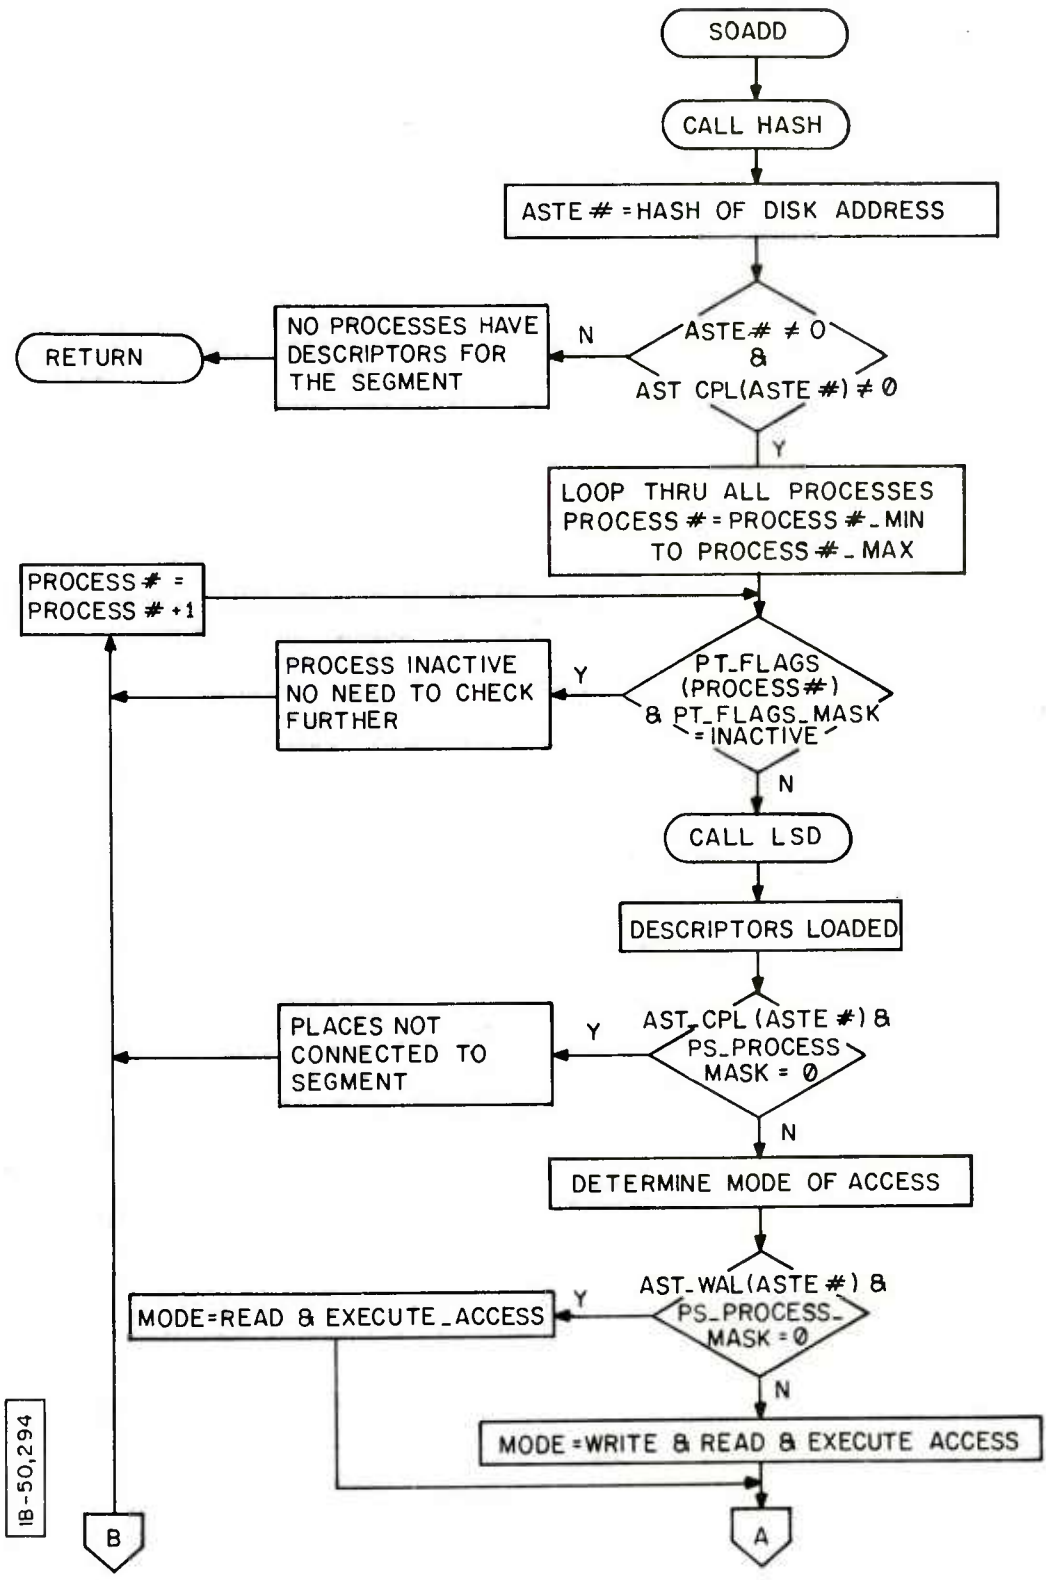 SOADD
CALL HASH
ASTE # = HASH OF DISK ADDRESS
ASTE # ≠ 0
&
AST CPL(ASTE #) ≠ 0
N
NO PROCESSES HAVE
DESCRIPTORS FOR
THE SEGMENT
RETURN
Y
LOOP THRU ALL PROCESSES
PROCESS # = PROCESS #_MIN
TO PROCESS #_MAX
PROCESS # =
PROCESS # +1
PT_FLAGS
(PROCESS #)
& PT_FLAGS_MASK
= INACTIVE
Y
PROCESS INACTIVE
NO NEED TO CHECK
FURTHER
N
CALL LSD
DESCRIPTORS LOADED
AST_CPL (ASTE #) &
PS_PROCESS
MASK = 0
Y
PLACES NOT
CONNECTED TO
SEGMENT
N
DETERMINE MODE OF ACCESS
AST_WAL(ASTE #) &
PS_PROCESS_
MASK = 0
Y
MODE=READ & EXECUTE_ACCESS
N
MODE = WRITE & READ & EXECUTE ACCESS
IB-50,294
B
A